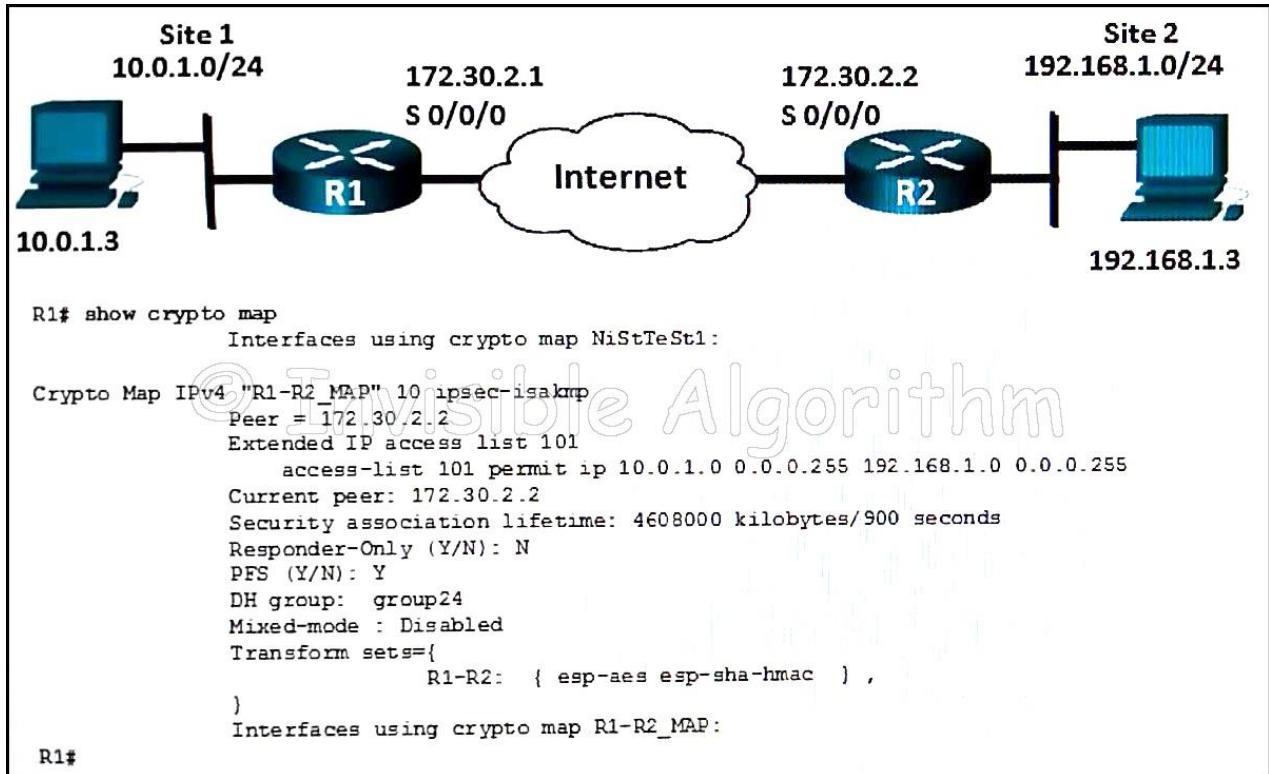 Site 1
10.0.1.0/24
172.30.2.1
S 0/0/0
172.30.2.2
S 0/0/0
Site 2
192.168.1.0/24
R1
Internet
R2
10.0.1.3
192.168.1.3
R1# show crypto map
Interfaces using crypto map NiStTeSt1:
Crypto Map IPv4 "R1-R2_MAP" 10 ipsec-isakmp
Peer = 172.30.2.2
Extended IP access list 101
access-list 101 permit ip 10.0.1.0 0.0.0.255 192.168.1.0 0.0.0.255
Current peer: 172.30.2.2
Security association lifetime: 4608000 kilobytes/900 seconds
Responder-Only (Y/N): N
PFS (Y/N): Y
DH group: group24
Mixed-mode : Disabled
Transform sets={
R1-R2: { esp-aes esp-sha-hmac } ,
}
Interfaces using crypto map R1-R2_MAP:
R1#
© Invisible Algorithm